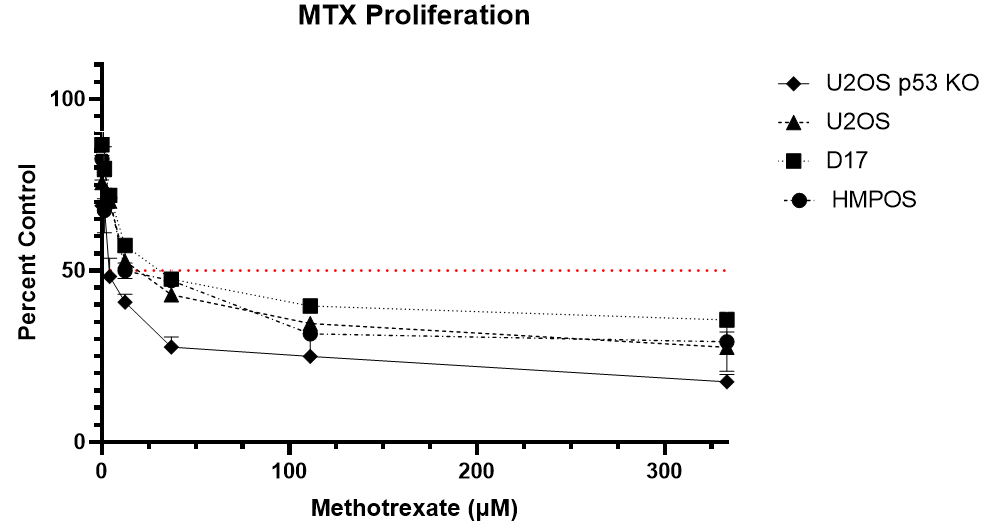 MTX Proliferation
100
50
0
Percent Control
0
100
200
300
Methotrexate (µM)
U2OS p53 KO
U2OS
D17
HMPOS